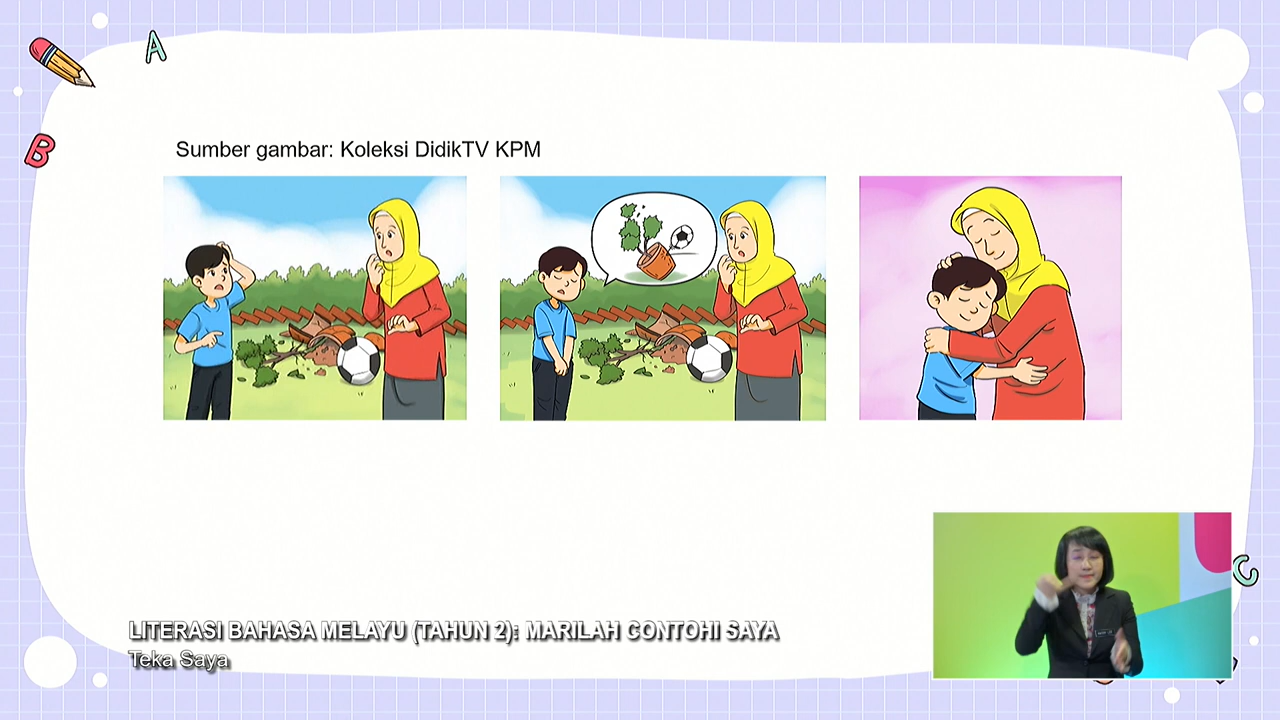 A
B
Sumber gambar: Koleksi DidikTV KPM
C
LITERASI BAHASA MELAYU (TAHUN 2): MARILAH CONTOHI SAYA
Teka Saya